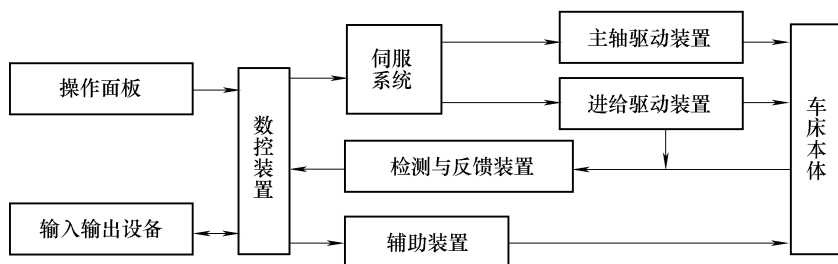 操作面板
输入输出设备
数控装置
伺服
系统
主轴驱动装置
进给驱动装置
检测与反馈装置
辅助装置
车床本体